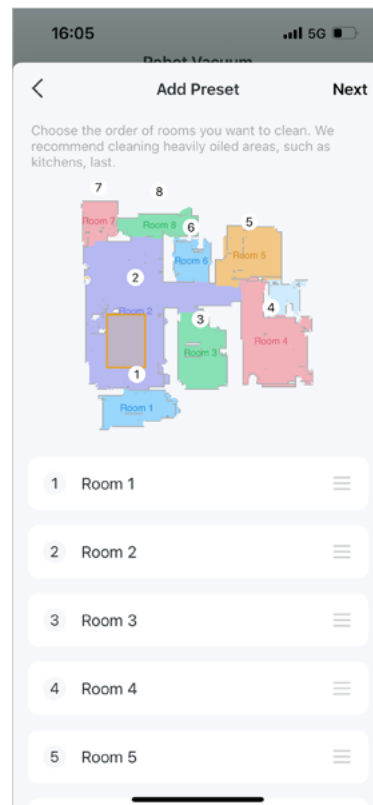 16:05
5G
Robot Vacuum
Add Preset
Next
Choose the order of rooms you want to clean. We
recommend cleaning heavily oiled areas, such as
kitchens, last.
7
8
Room 7
Room 8
6
5
Room 6
Room 5
2
4
Room 2
3
Room 3
Room 4
1
Room 1
1 Room 1
2 Room 2
3 Room 3
4 Room 4
5 Room 5